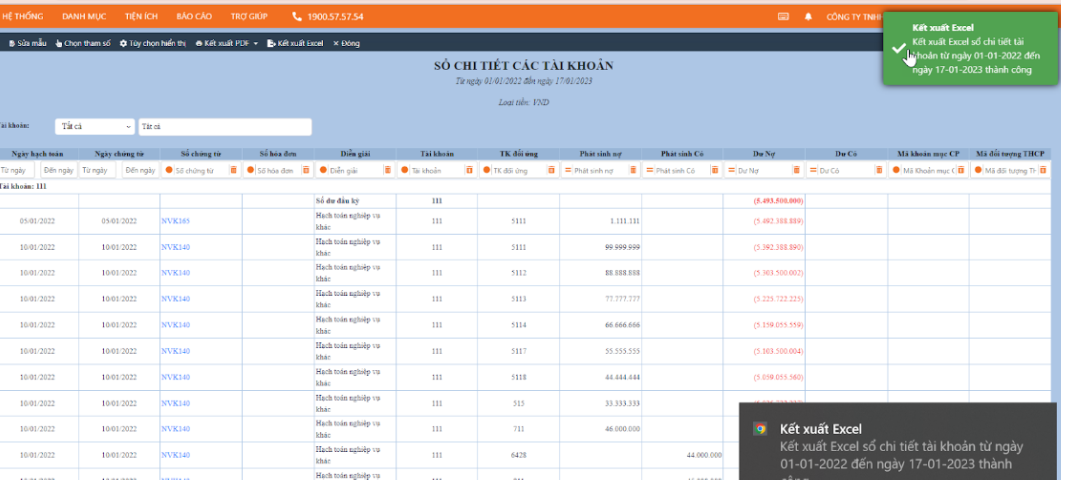 HỆ THỐNG DANH MỤC TIỆN ÍCH BÁO CÁO TRỢ GIÚP 1900.57.57.54 CÔNG TY TNHH
Sửa mẫu Chọn tham số Tùy chọn hiển thị Kết xuất PDF Kết xuất Excel × Đóng
Kết xuất Excel
Kết xuất Excel sổ chi tiết tài
khoản từ ngày 01-01-2022 đến
ngày 17-01-2023 thành công
SỔ CHI TIẾT CÁC TÀI KHOẢN
Từ ngày 01/01/2022 đến ngày 17/01/2023
Loại tiền: VND
Tài khoản: Tất cả Tất cả
Ngày hạch toán Ngày chứng từ Số chứng từ Số hóa đơn Diễn giải Tài khoản TK đối ứng Phát sinh nợ Phát sinh Có Dư Nợ Dư Có Mã khoản mục CP Mã đối tượng THCP
Từ ngày Đến ngày Từ ngày Đến ngày Số chứng từ Số hóa đơn Diễn giải Tài khoản TK đối ứng = Phát sinh nợ = Phát sinh Có = Dư Nợ = Dư Có Mã Khoản mục C Mã đối tượng TH
Tài khoản: 111
Số dư đầu kỳ 111 (5.493.500.000)
05/01/2022 05/01/2022 NVK365 Hạch toán nghiệp vụ khác 111 5111 1.111.111 (5.492.388.889)
10/01/2022 10/01/2022 NVK340 Hạch toán nghiệp vụ khác 111 5111 99.999.999 (5.392.388.890)
10/01/2022 10/01/2022 NVK340 Hạch toán nghiệp vụ khác 111 5112 88.888.888 (5.303.500.002)
10/01/2022 10/01/2022 NVK340 Hạch toán nghiệp vụ khác 111 5113 77.777.777 (5.225.722.225)
10/01/2022 10/01/2022 NVK340 Hạch toán nghiệp vụ khác 111 5114 66.666.666 (5.159.055.559)
10/01/2022 10/01/2022 NVK340 Hạch toán nghiệp vụ khác 111 5117 55.555.555 (5.103.500.004)
10/01/2022 10/01/2022 NVK340 Hạch toán nghiệp vụ khác 111 5118 44.444.444 (5.059.055.560)
10/01/2022 10/01/2022 NVK340 Hạch toán nghiệp vụ khác 111 515 33.333.333
10/01/2022 10/01/2022 NVK340 Hạch toán nghiệp vụ khác 111 711 46.000.000
10/01/2022 10/01/2022 NVK340 Hạch toán nghiệp vụ khác 111 6428 44.000.000
Hạch toán nghiệp vụ
Kết xuất Excel
Kết xuất Excel sổ chi tiết tài khoản từ ngày
01-01-2022 đến ngày 17-01-2023 thành